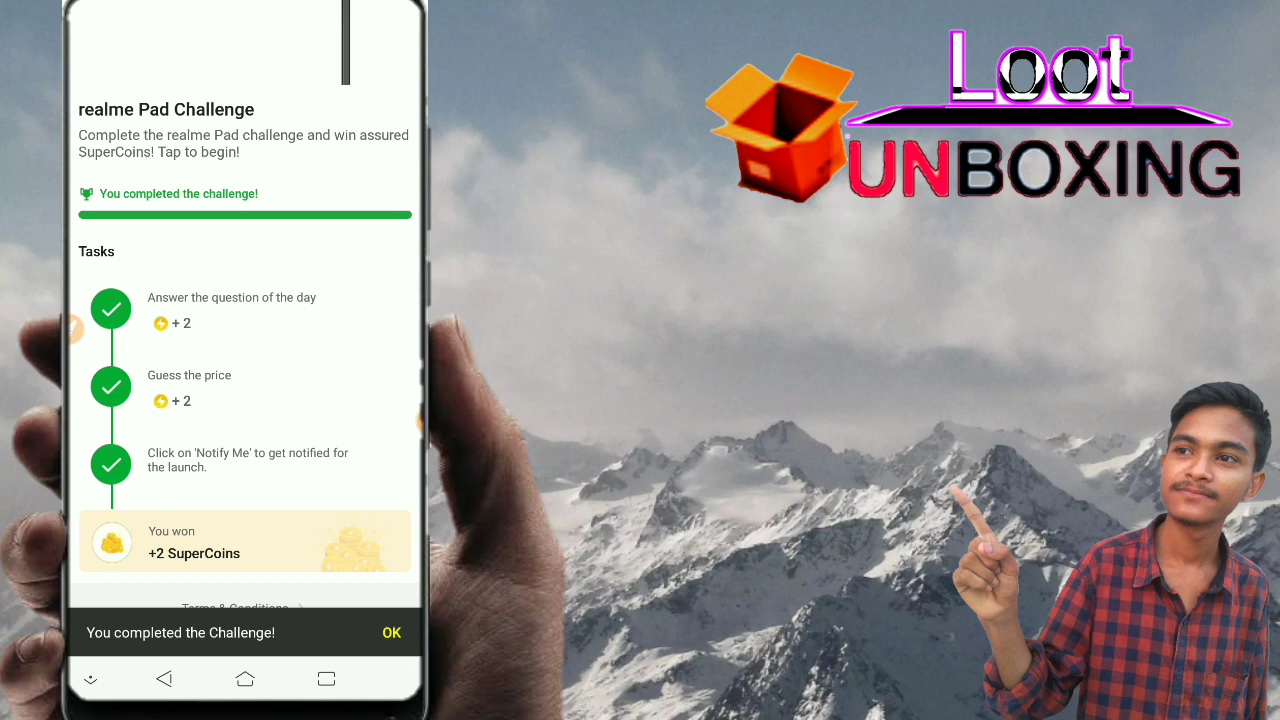 realme Pad Challenge
Complete the realme Pad challenge and win assured
SuperCoins! Tap to begin!
You completed the challenge!
Tasks
Answer the question of the day
+ 2
Guess the price
+ 2
Click on 'Notify Me' to get notified for
the launch.
You won
+2 SuperCoins
Terms & Conditions
You completed the Challenge!
OK
Loot
UNBOXING